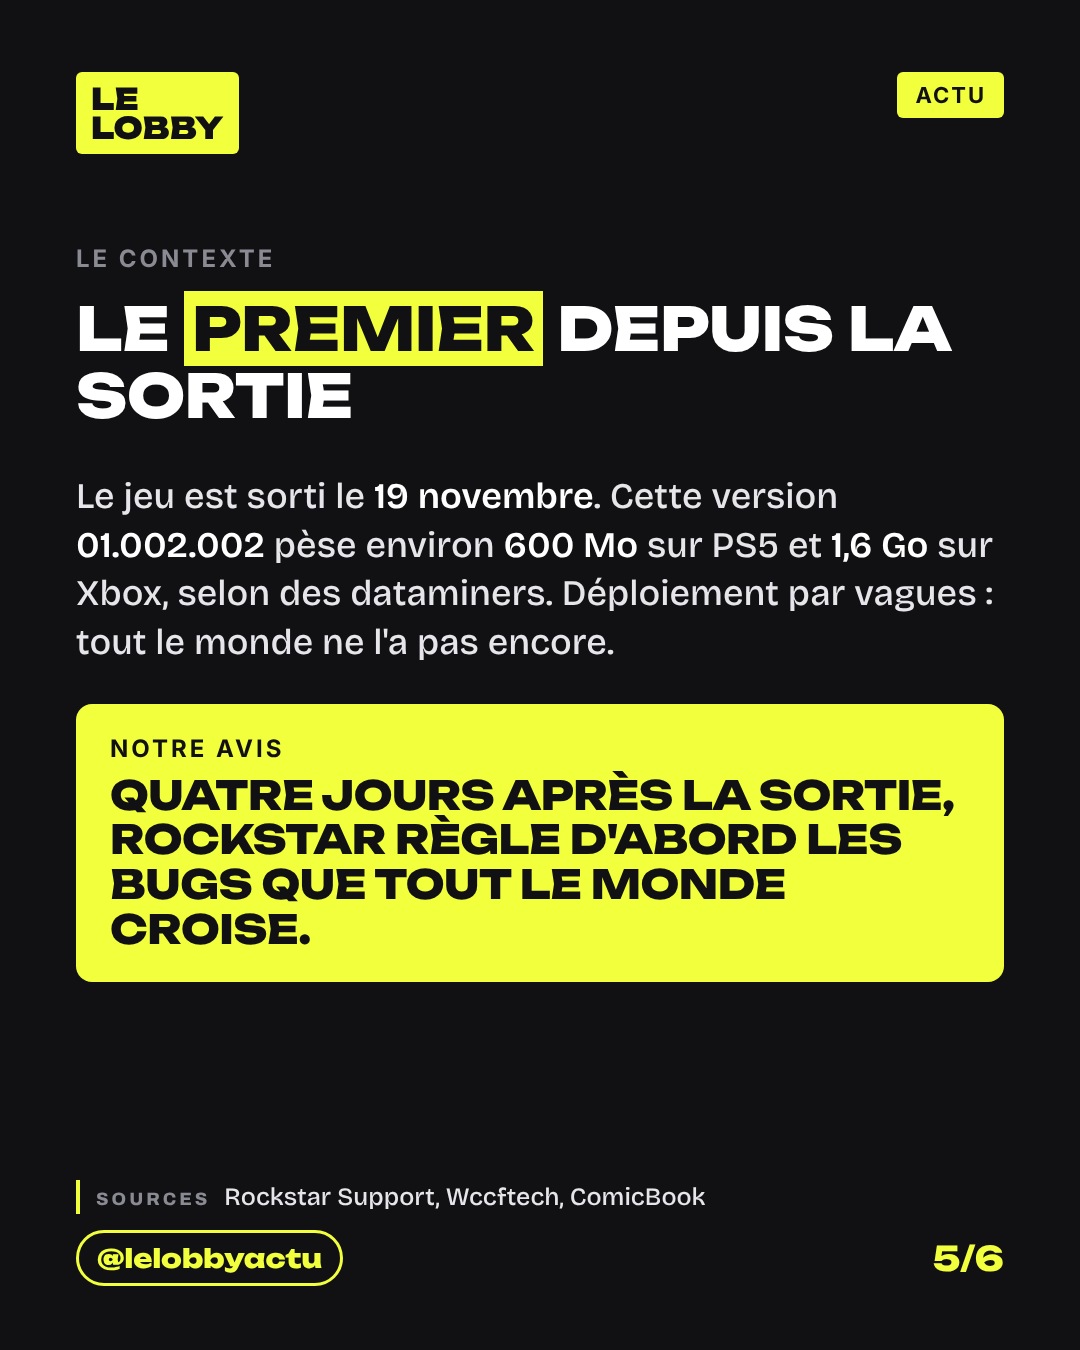 LE
LOBBY
ACTU
LE CONTEXTE
LE PREMIER DEPUIS LA
SORTIE
Le jeu est sorti le 19 novembre. Cette version
01.002.002 pèse environ 600 Mo sur PS5 et 1,6 Go sur
Xbox, selon des dataminers. Déploiement par vagues :
tout le monde ne l'a pas encore.
NOTRE AVIS
QUATRE JOURS APRÈS LA SORTIE,
ROCKSTAR RÈGLE D'ABORD LES
BUGS QUE TOUT LE MONDE
CROISE.
SOURCES Rockstar Support, Wccftech, ComicBook
@lelobbyactu
5/6